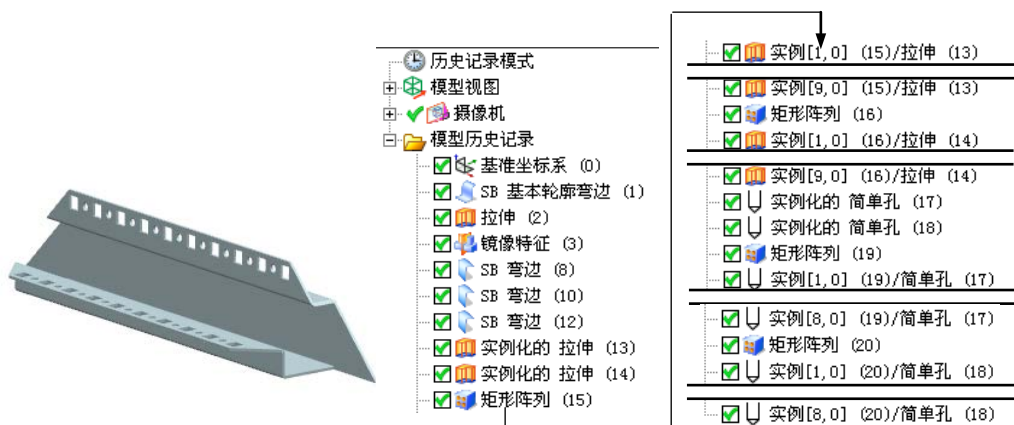 历史记录模式
模型视图
摄像机
模型历史记录
基准坐标系 (0)
SB 基本轮廓弯边 (1)
拉伸 (2)
镜像特征 (3)
SB 弯边 (8)
SB 弯边 (10)
SB 弯边 (12)
实例化的 拉伸 (13)
实例化的 拉伸 (14)
矩形阵列 (15)
实例[1,0] (15)/拉伸 (13)
实例[9,0] (15)/拉伸 (13)
矩形阵列 (16)
实例[1,0] (16)/拉伸 (14)
实例[9,0] (16)/拉伸 (14)
实例化的 简单孔 (17)
实例化的 简单孔 (18)
矩形阵列 (19)
实例[1,0] (19)/简单孔 (17)
实例[8,0] (19)/简单孔 (17)
矩形阵列 (20)
实例[1,0] (20)/简单孔 (18)
实例[8,0] (20)/简单孔 (18)